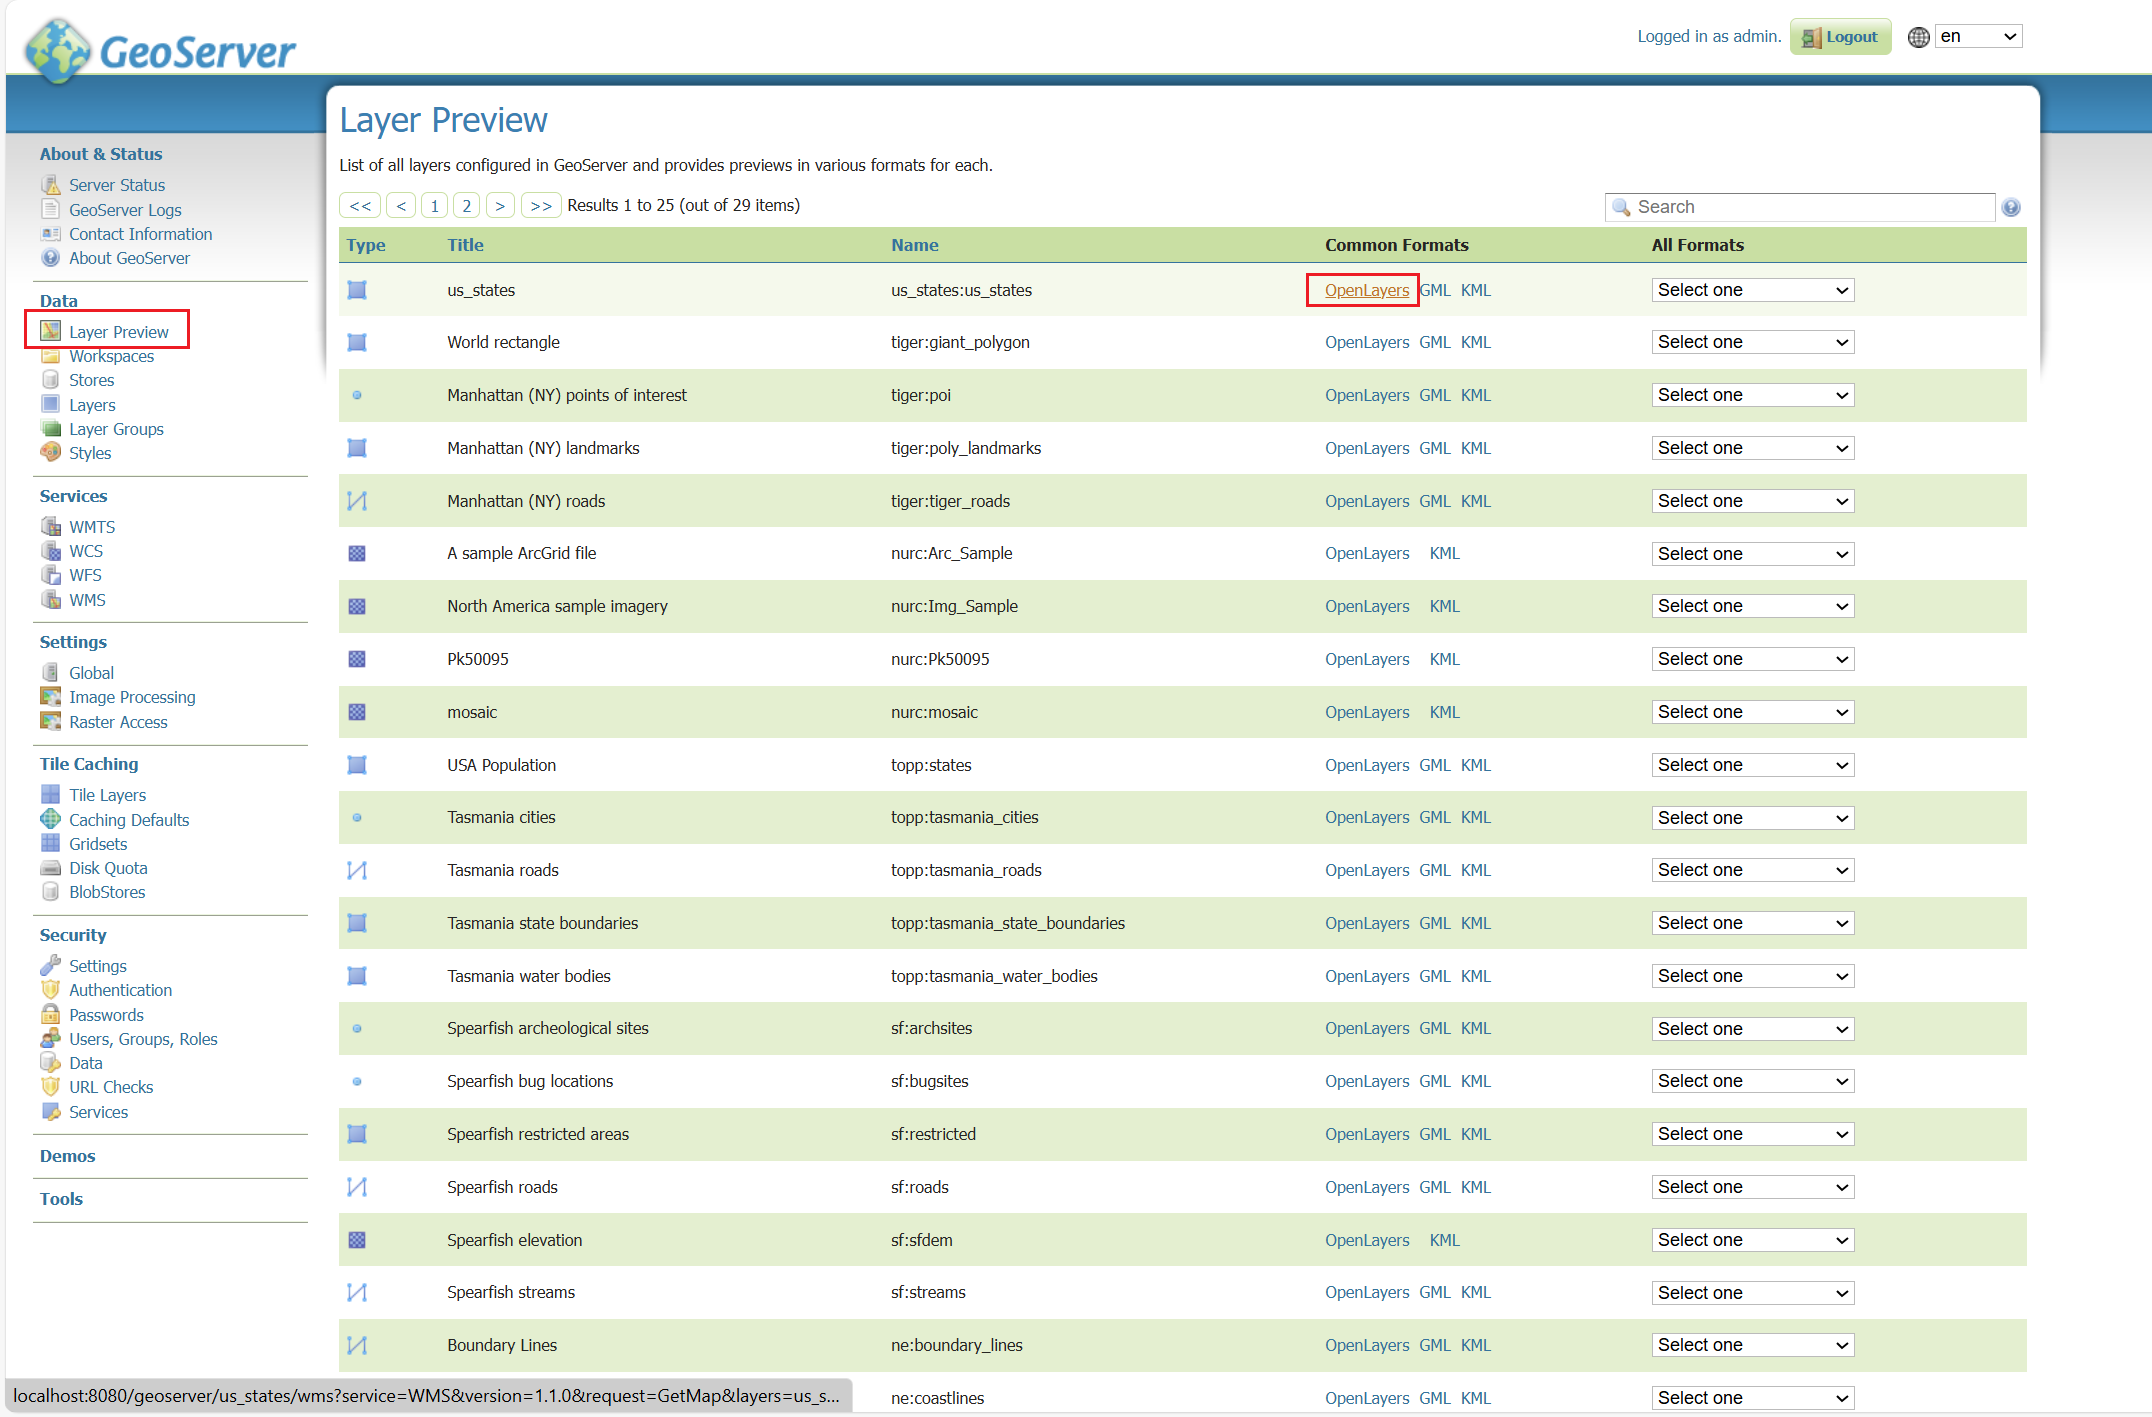 GeoServer
Logged in as admin. Logout en
About & Status
Server Status
GeoServer Logs
Contact Information
About GeoServer
Data
Layer Preview
Workspaces
Stores
Layers
Layer Groups
Styles
Services
WMTS
WCS
WFS
WMS
Settings
Global
Image Processing
Raster Access
Tile Caching
Tile Layers
Caching Defaults
Gridsets
Disk Quota
BlobStores
Security
Settings
Authentication
Passwords
Users, Groups, Roles
Data
URL Checks
Services
Demos
Tools
Layer Preview
List of all layers configured in GeoServer and provides previews in various formats for each.
<< < 1 2 > >> Results 1 to 25 (out of 29 items) Search
Type Title Name Common Formats All Formats
us_states us_states:us_states OpenLayers GML KML Select one
World rectangle tiger:giant_polygon OpenLayers GML KML Select one
Manhattan (NY) points of interest tiger:poi OpenLayers GML KML Select one
Manhattan (NY) landmarks tiger:poly_landmarks OpenLayers GML KML Select one
Manhattan (NY) roads tiger:tiger_roads OpenLayers GML KML Select one
A sample ArcGrid file nurc:Arc_Sample OpenLayers KML Select one
North America sample imagery nurc:Img_Sample OpenLayers KML Select one
Pk50095 nurc:Pk50095 OpenLayers KML Select one
mosaic nurc:mosaic OpenLayers KML Select one
USA Population topp:states OpenLayers GML KML Select one
Tasmania cities topp:tasmania_cities OpenLayers GML KML Select one
Tasmania roads topp:tasmania_roads OpenLayers GML KML Select one
Tasmania state boundaries topp:tasmania_state_boundaries OpenLayers GML KML Select one
Tasmania water bodies topp:tasmania_water_bodies OpenLayers GML KML Select one
Spearfish archeological sites sf:archsites OpenLayers GML KML Select one
Spearfish bug locations sf:bugsites OpenLayers GML KML Select one
Spearfish restricted areas sf:restricted OpenLayers GML KML Select one
Spearfish roads sf:roads OpenLayers GML KML Select one
Spearfish elevation sf:sfdem OpenLayers KML Select one
Spearfish streams sf:streams OpenLayers GML KML Select one
Boundary Lines ne:boundary_lines OpenLayers GML KML Select one
ne:coastlines OpenLayers GML KML Select one
localhost:8080/geoserver/us_states/wms?service=WMS&version=1.1.0&request=GetMap&layers=us_s...